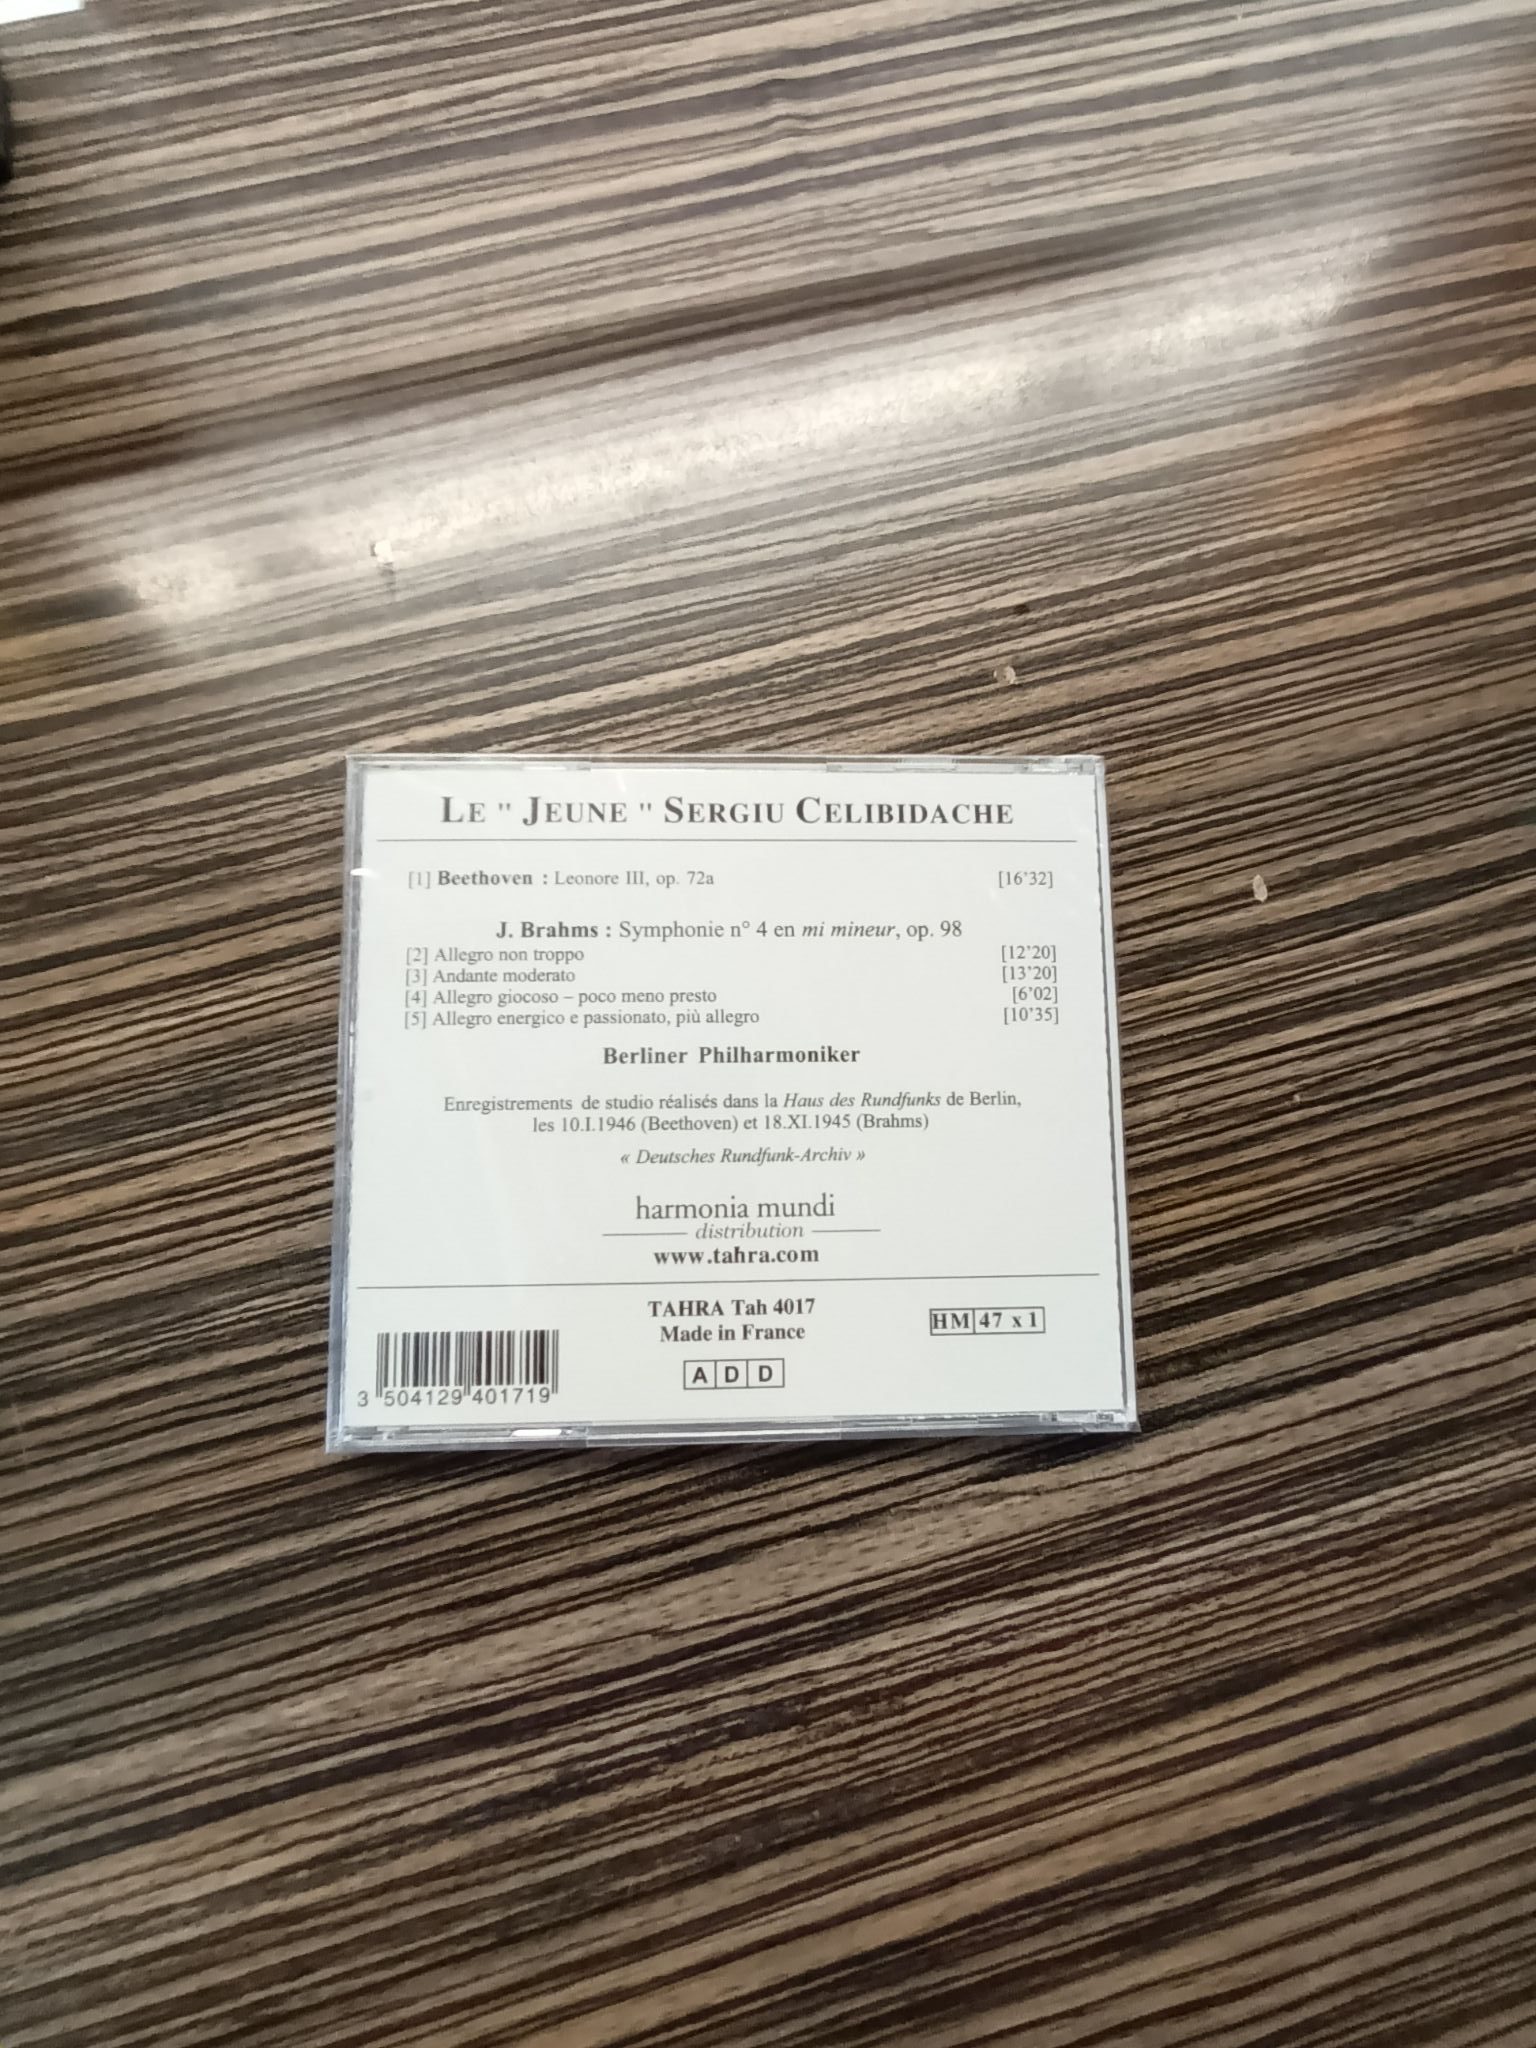 LE " JEUNE " SERGIU CELIBIDACHE
[1] Beethoven : Leonore III, op. 72a [16'32]
J. Brahms : Symphonie n° 4 en mi mineur, op. 98
[2] Allegro non troppo [12'20]
[3] Andante moderato [13'20]
[4] Allegro giocoso – poco meno presto [6'02]
[5] Allegro energico e passionato, più allegro [10'35]
Berliner Philharmoniker
Enregistrements de studio réalisés dans la Haus des Rundfunks de Berlin,
les 10.I.1946 (Beethoven) et 18.XI.1945 (Brahms)
« Deutsches Rundfunk-Archiv »
harmonia mundi
distribution
www.tahra.com
TAHRA Tah 4017
Made in France
HM 47 x 1
A D D
3 504129 401719